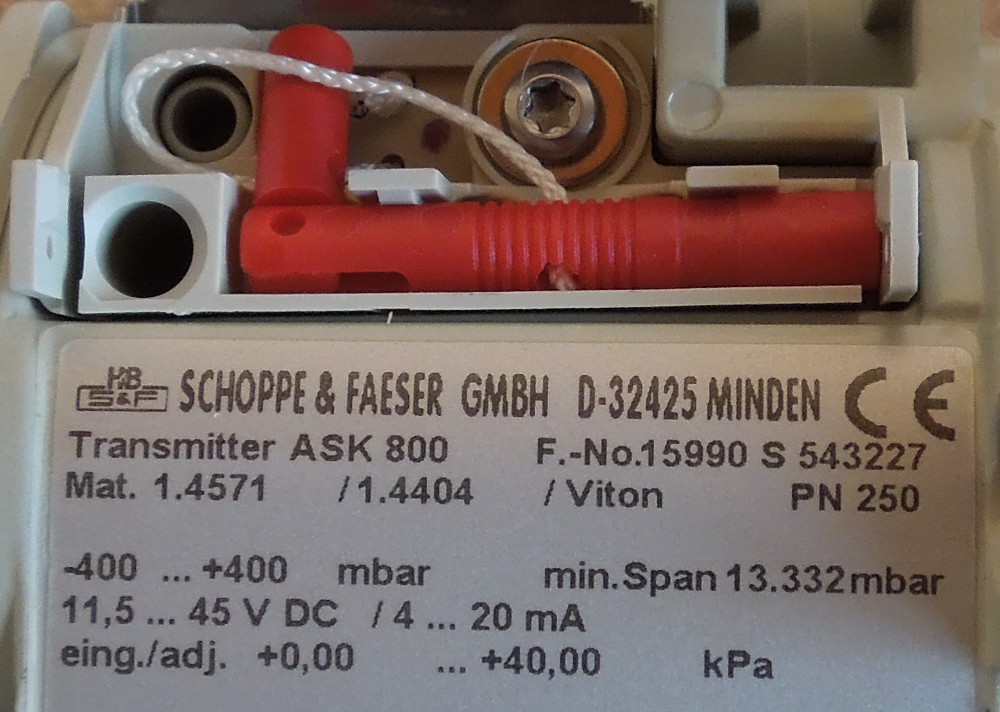 H&B
S&F
SCHOPPE & FAESER GMBH D-32425 MINDEN CE
Transmitter ASK 800 F.-No.15990 S 543227
Mat. 1.4571 / 1.4404 / Viton PN 250
-400 ... +400 mbar min.Span 13.332mbar
11,5 ... 45 V DC / 4 ... 20 mA
eing./adj. +0,00 ... +40,00 kPa